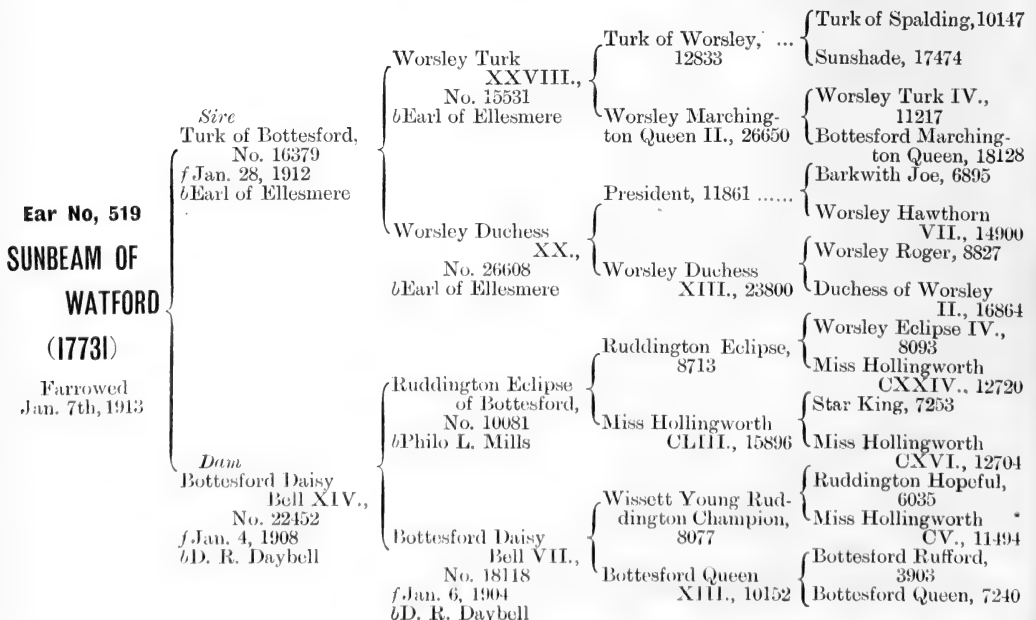 Ear No, 519
SUNBEAM OF
WATFORD
(17731)
Farrowed
Jan. 7th, 1913
Sire
Turk of Bottesford,
No. 16379
f Jan. 28, 1912
bEarl of Ellesmere
Dam
Bottesford Daisy
Bell XIV.,
No. 22452
f Jan. 4, 1908
bD. R. Daybell
Worsley Turk
XXVIII.,
No. 15531
bEarl of Ellesmere
Worsley Duchess
XX.,
No. 26608
bEarl of Ellesmere
Ruddington Eclipse
of Bottesford,
No. 10081
bPhilo L. Mills
Bottesford Daisy
Bell VII.,
No. 18118
f Jan. 6, 1904
bD. R. Daybell
Turk of Worsley, ...
12833
Worsley Marching-
ton Queen II., 26650
President, 11861 ......
Worsley Duchess
XIII., 23800
Ruddington Eclipse,
8713
Miss Hollingworth
CLIII., 15896
Wissett Young Rud-
dington Champion,
8077
Bottesford Queen
XIII., 10152
Turk of Spalding, 10147
Sunshade, 17474
Worsley Turk IV.,
11217
Bottesford Marching-
ton Queen, 18128
Barkwith Joe, 6895
Worsley Hawthorn
VII., 14900
Worsley Roger, 8827
Duchess of Worsley
II., 16864
Worsley Eclipse IV.,
8093
Miss Hollingworth
CXXIV., 12720
Star King, 7253
Miss Hollingworth
CXVI., 12704
Ruddington Hopeful,
6035
Miss Hollingworth
CV., 11494
Bottesford Rufford,
3903
Bottesford Queen, 7240